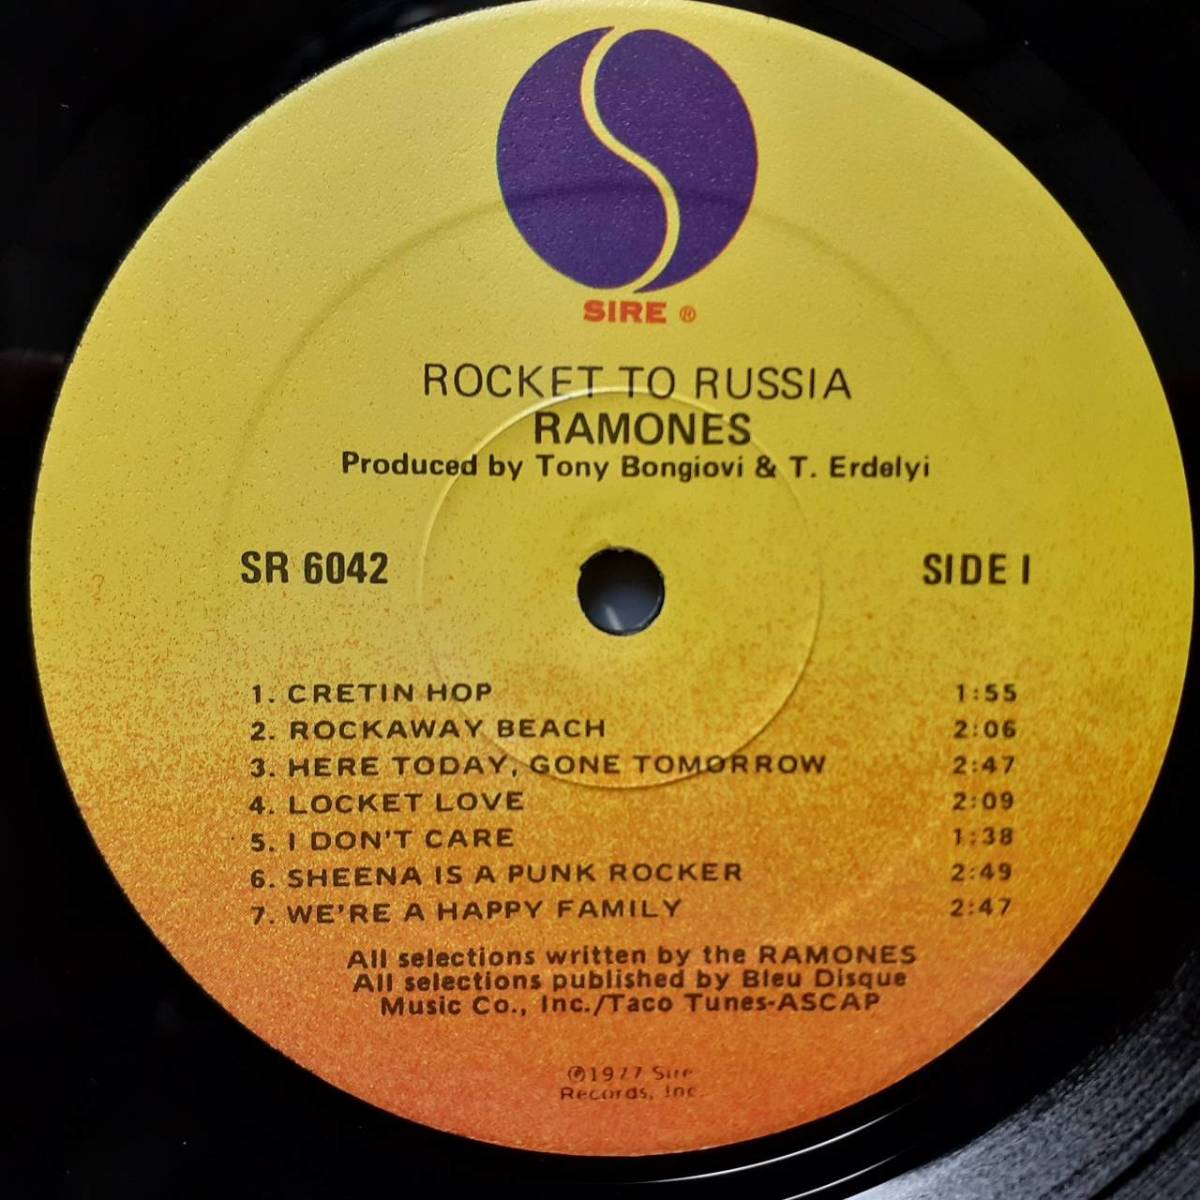 SIRE ®
ROCKET TO RUSSIA
RAMONES
Produced by Tony Bongiovi & T. Erdelyi
SR 6042 SIDE I
1. CRETIN HOP 1:55
2. ROCKAWAY BEACH 2:06
3. HERE TODAY, GONE TOMORROW 2:47
4. LOCKET LOVE 2:09
5. I DON'T CARE 1:38
6. SHEENA IS A PUNK ROCKER 2:49
7. WE'RE A HAPPY FAMILY 2:47
All selections written by the RAMONES
All selections published by Bleu Disque
Music Co., Inc./Taco Tunes-ASCAP
℗1977 Sire
Records, Inc.